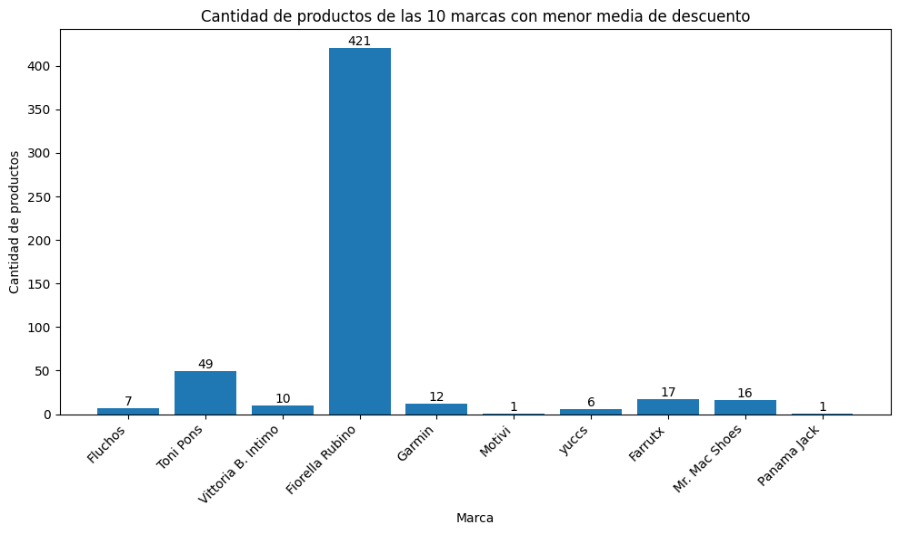 Cantidad de productos de las 10 marcas con menor media de descuento
Cantidad de productos
400
350
300
250
200
150
100
50
0
7
49
10
421
12
1
6
17
16
1
Fluchos
Toni Pons
Vittoria B. Intimo
Fiorella Rubino
Garmin
Motivi
yuccs
Farrutx
Mr. Mac Shoes
Panama Jack
Marca